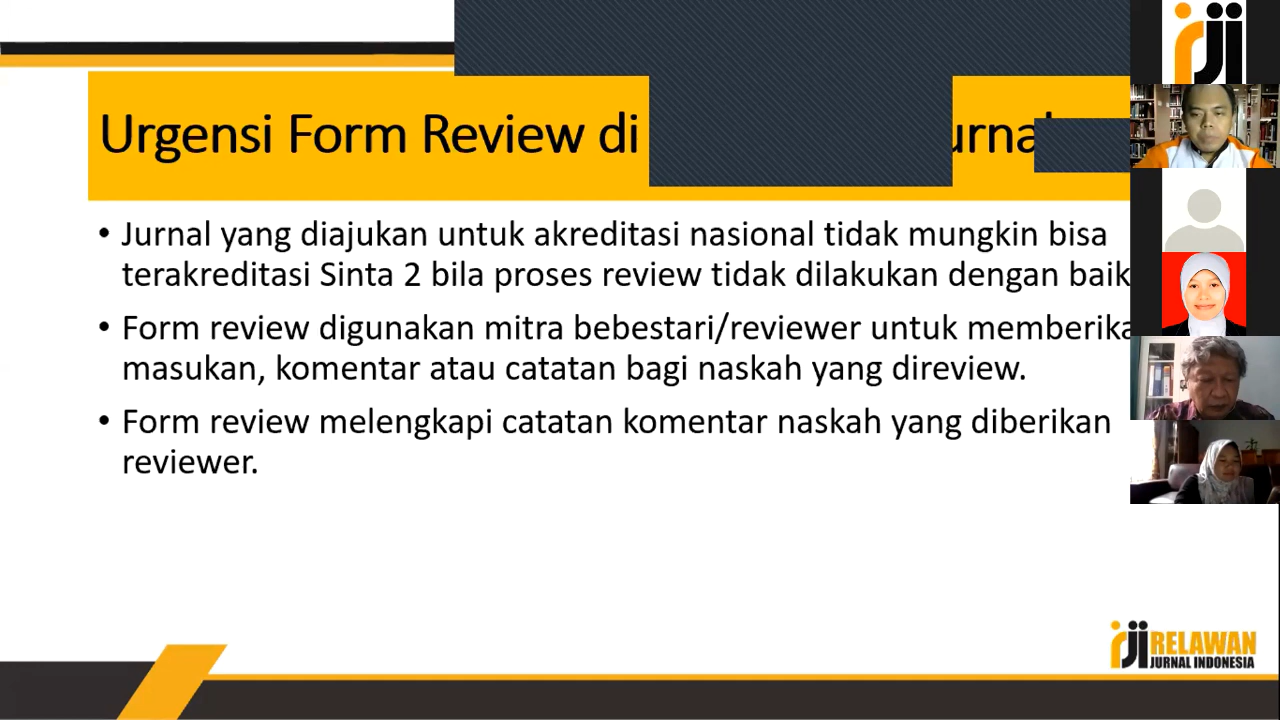 Urgensi Form Review di
• Jurnal yang diajukan untuk akreditasi nasional tidak mungkin bisa
terakreditasi Sinta 2 bila proses review tidak dilakukan dengan baik
• Form review digunakan mitra bebestari/reviewer untuk
masukan, komentar atau catatan bagi naskah yang direview.
• Form review melengkapi catatan komentar naskah yang diberikan
reviewer.
rji
rji RELAWAN
JURNAL INDONESIA